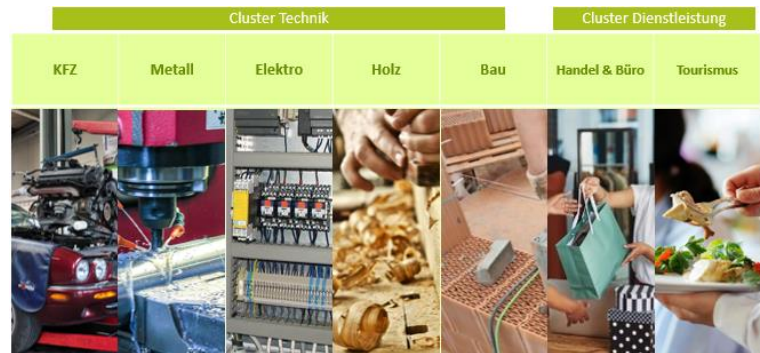 Cluster Technik
Cluster Dienstleistung
KFZ
Metall
Elektro
Holz
Bau
Handel & Büro
Tourismus